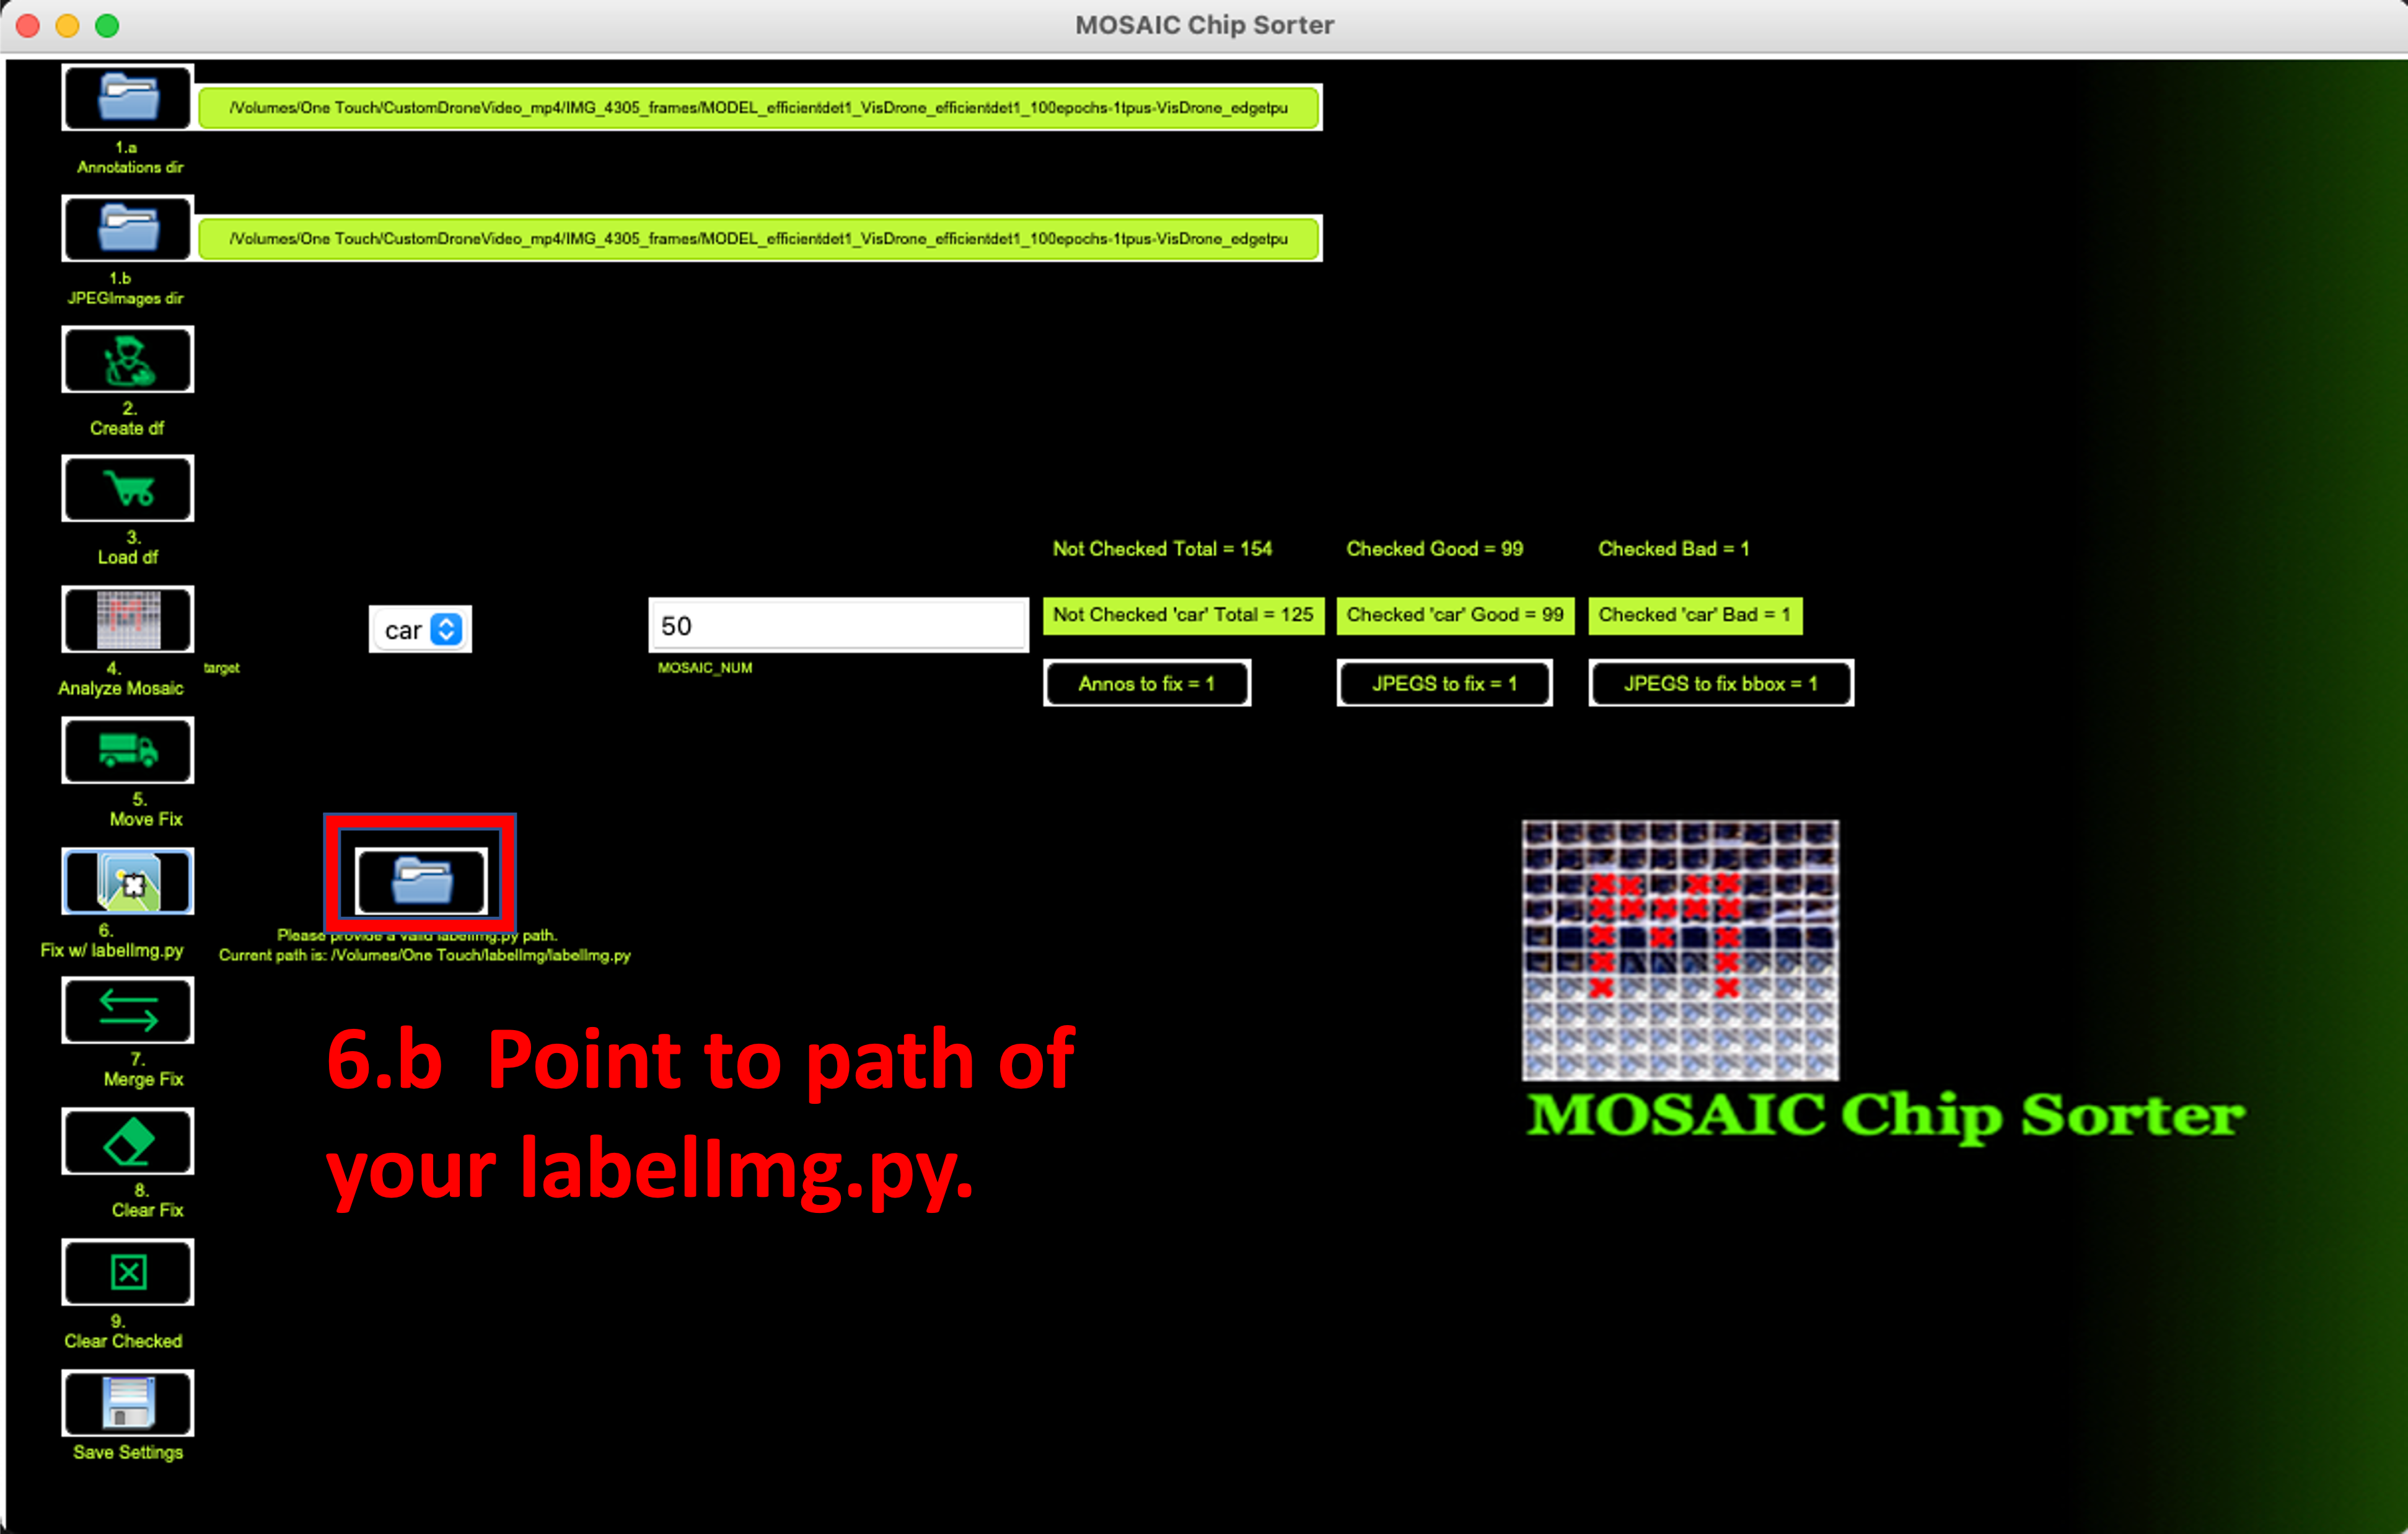 MOSAIC Chip Sorter
/Volumes/One Touch/CustomDroneVideo_mp4/IMG_4305_frames/MODEL_efficientdet1_VisDrone_efficientdet1_100epochs-1tpus-VisDrone_edgetpu
1.a
Annotations dir
/Volumes/One Touch/CustomDroneVideo_mp4/IMG_4305_frames/MODEL_efficientdet1_VisDrone_efficientdet1_100epochs-1tpus-VisDrone_edgetpu
1.b
JPEGImages dir
2.
Create df
3.
Load df
Not Checked Total = 154 Checked Good = 99 Checked Bad = 1
car 50 Not Checked 'car' Total = 125 Checked 'car' Good = 99 Checked 'car' Bad = 1
4. target MOSAIC_NUM
Analyze Mosaic
Annos to fix = 1 JPEGS to fix = 1 JPEGS to fix bbox = 1
5.
Move Fix
6.
Fix w/ labelImg.py
Please provide a valid labelImg.py path.
Current path is: /Volumes/One Touch/labelImg/labelImg.py
7.
Merge Fix
6.b Point to path of
your labelImg.py.
MOSAIC Chip Sorter
8.
Clear Fix
9.
Clear Checked
Save Settings